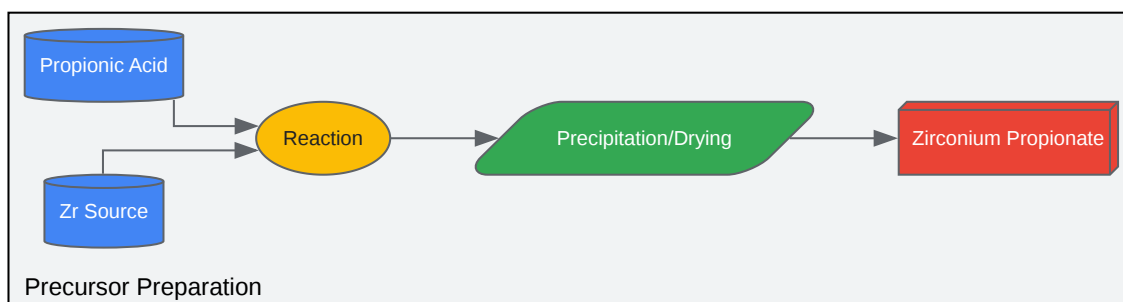 Propionic Acid
Zr Source
Reaction
Precipitation/Drying
Zirconium Propionate
Precursor Preparation